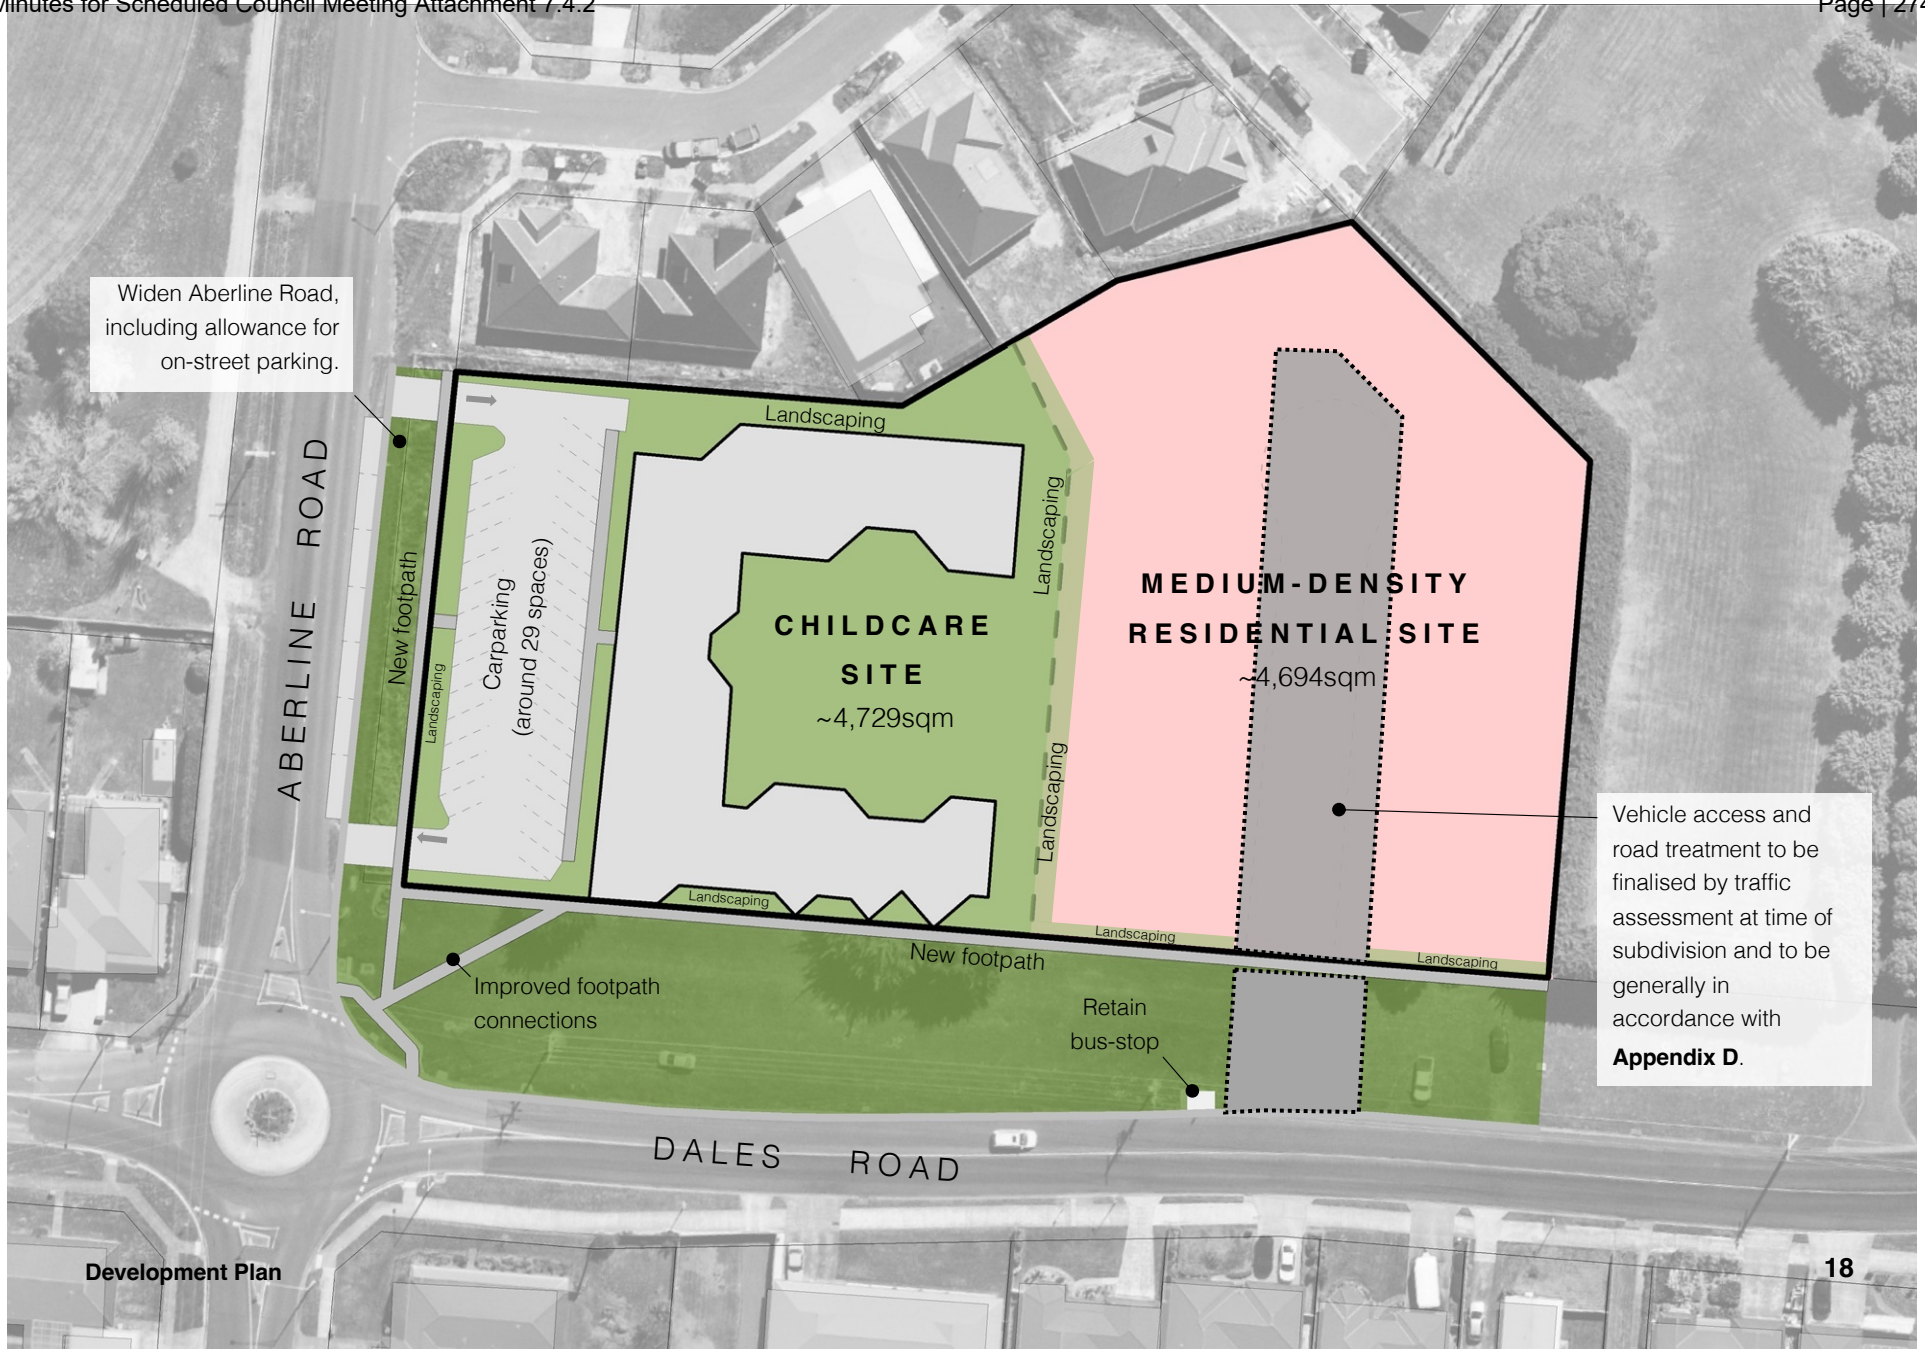 Minutes for Scheduled Council Meeting Attachment 7.4.2
Page | 274
Widen Aberline Road,
including allowance for
on-street parking.
ABERLINE ROAD
New footpath
Landscaping
Carparking
(around 29 spaces)
Landscaping
CHILDCARE
SITE
~4,729sqm
Landscaping
Landscaping
Landscaping
MEDIUM-DENSITY
RESIDENTIAL SITE
~4,694sqm
Vehicle access and
road treatment to be
finalised by traffic
assessment at time of
subdivision and to be
generally in
accordance with
Appendix D.
Landscaping
Landscaping
New footpath
Improved footpath
connections
Retain
bus-stop
DALES ROAD
Development Plan
18